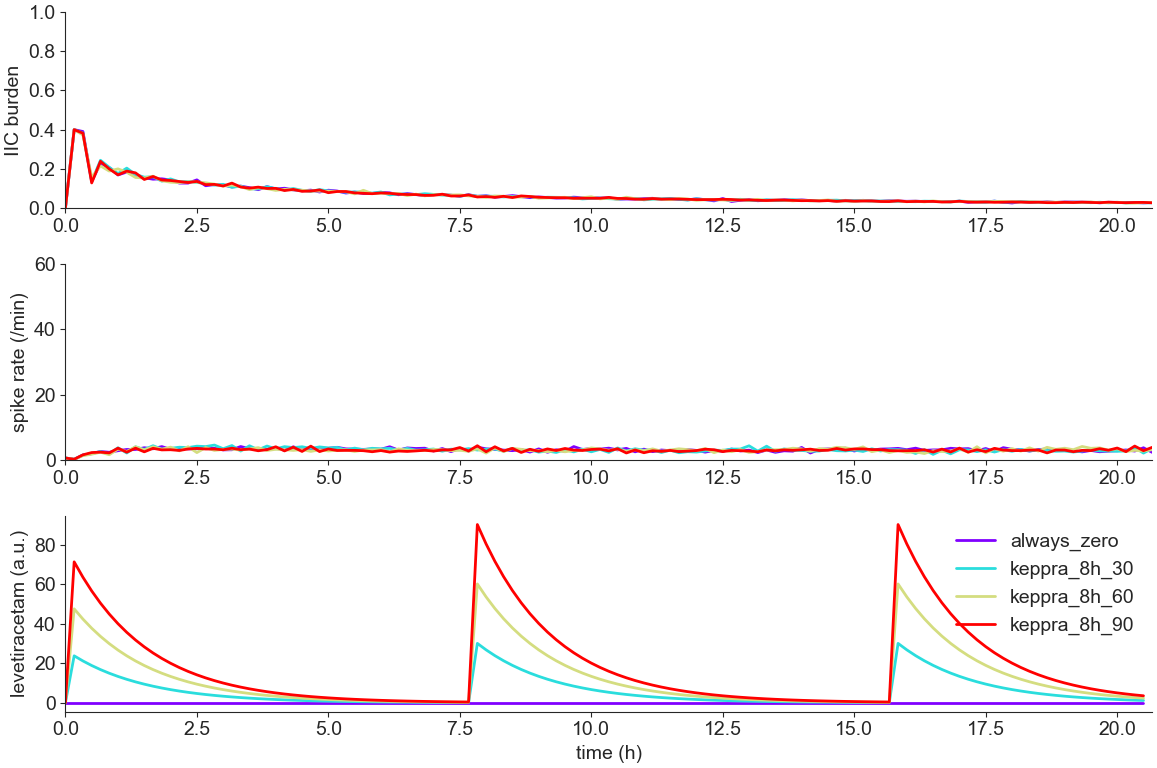 1.0
0.8
0.6
0.4
0.2
0.0
IIC burden
0.0 2.5 5.0 7.5 10.0 12.5 15.0 17.5 20.0
60
40
20
0
spike rate (/min)
0.0 2.5 5.0 7.5 10.0 12.5 15.0 17.5 20.0
80
60
40
20
0
levetiracetam (a.u.)
always_zero
keppra_8h_30
keppra_8h_60
keppra_8h_90
0.0 2.5 5.0 7.5 10.0 12.5 15.0 17.5 20.0
time (h)